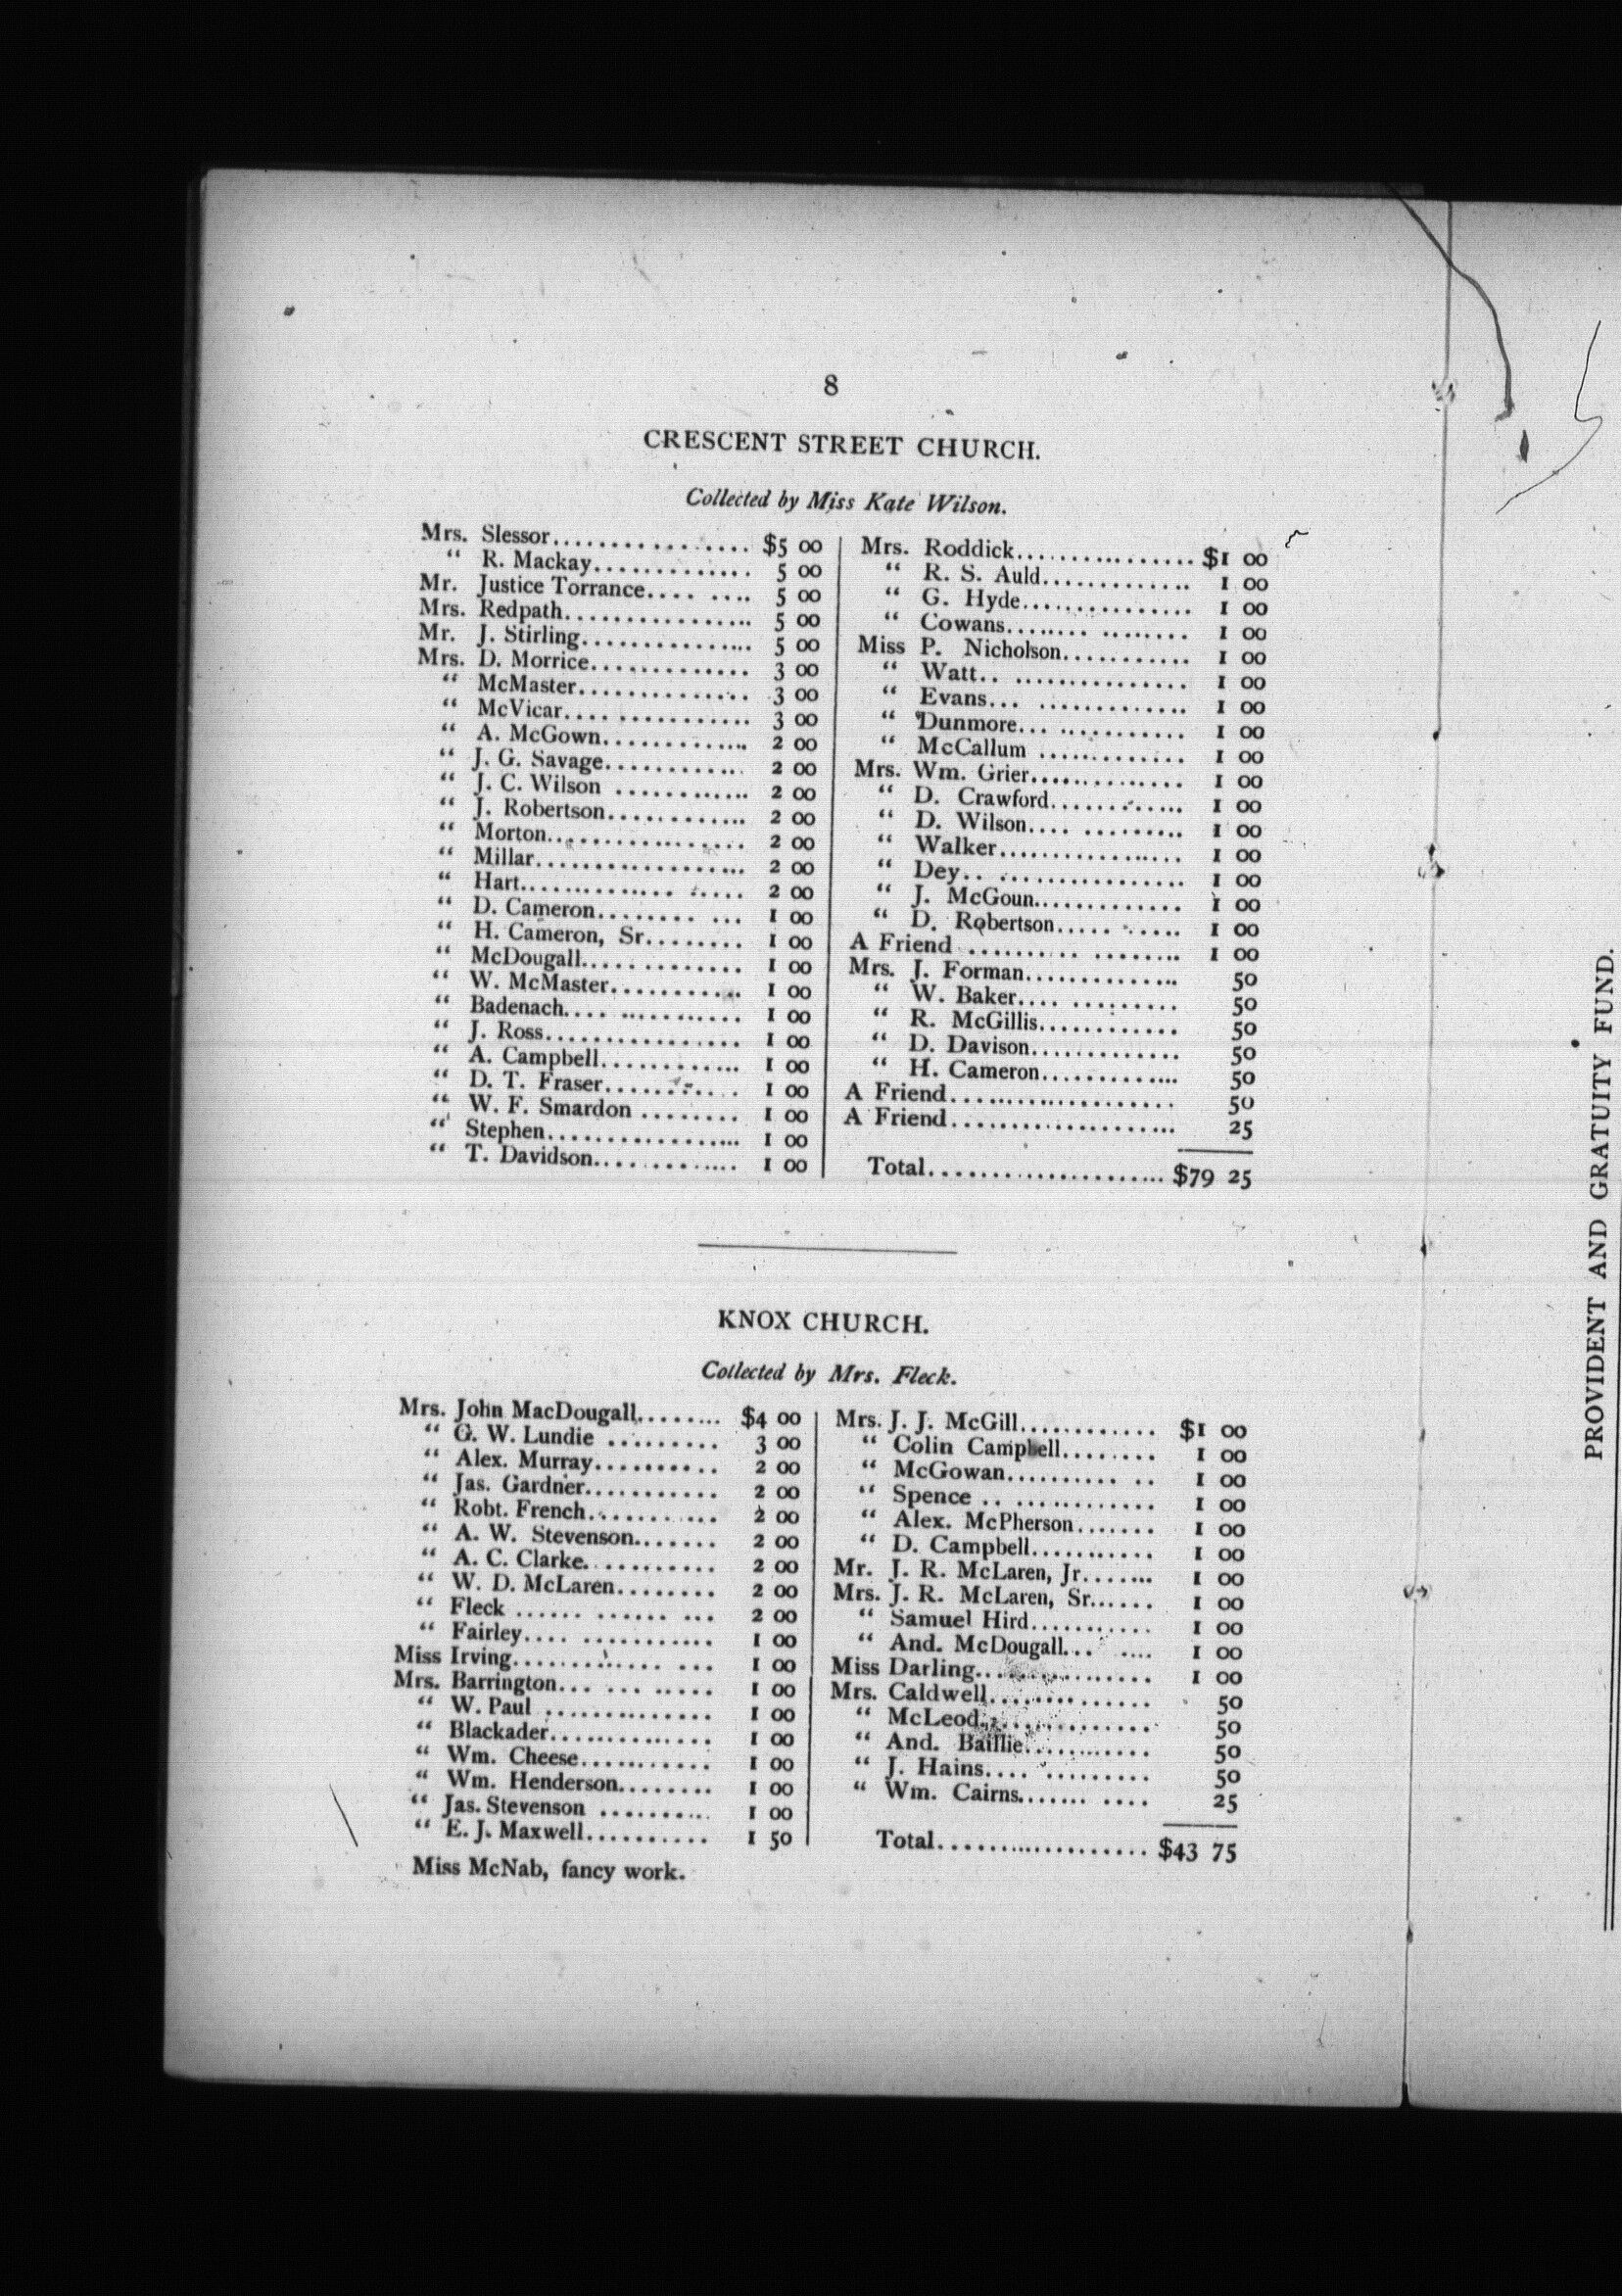 8
CRESCENT STREET CHURCH.
Collected by Miss Kate Wilson.
Mrs. Slessor................ $5 00
“ R. Mackay............. 5 00
Mr. Justice Torrance.... .... 5 00
Mrs. Redpath................ 5 00
Mr. J. Stirling............... 5 00
Mrs. D. Morrice............. 3 00
“ McMaster.............. 3 00
“ McVicar.... ........... 3 00
“ A. McGown............ 2 00
“ J. G. Savage........... 2 00
“ J. C. Wilson ........... 2 00
“ J. Robertson............ 2 00
“ Morton................. 2 00
“ Millar.................. 2 00
“ Hart............. ..... 2 00
“ D. Cameron........ ... 1 00
“ H. Cameron, Sr........ 1 00
“ McDougall.............. 1 00
“ W. McMaster........... 1 00
“ Badenach.... .......... 1 00
“ J. Ross................ 1 00
“ A. Campbell............ 1 00
“ D. T. Fraser........... 1 00
“ W. F. Smardon ........ 1 00
“ Stephen................ 1 00
“ T. Davidson............ 1 00
Mrs. Roddick................ $1 00
“ R. S. Auld............. 1 00
“ G. Hyde............... 1 00
“ Cowans........ ........ 1 00
Miss P. Nicholson........... 1 00
“ Watt.. ............... 1 00
“ Evans... ............. 1 00
“ Dunmore... ........... 1 00
“ McCallum ............. 1 00
Mrs. Wm. Grier.............. 1 00
“ D. Crawford............ 1 00
“ D. Wilson.... ......... 1 00
“ Walker................ 1 00
“ Dey.. ................ 1 00
“ J. McGoun............. 1 00
“ D. Robertson..... ..... 1 00
A Friend .......... ........ 1 00
Mrs. J. Forman.............. 50
“ W. Baker.... ......... 50
“ R. McGillis............ 50
“ D. Davison............. 50
“ H. Cameron............ 50
A Friend................... 50
A Friend................... 25
Total..................... $79 25
KNOX CHURCH.
Collected by Mrs. Fleck.
Mrs. John MacDougall........ $4 00
“ G. W. Lundie ......... 3 00
“ Alex. Murray.......... 2 00
“ Jas. Gardner........... 2 00
“ Robt. French........... 2 00
“ A. W. Stevenson....... 2 00
“ A. C. Clarke........... 2 00
“ W. D. McLaren........ 2 00
“ Fleck ...... ...... ... 2 00
“ Fairley.... ........... 1 00
Miss Irving............. ... 1 00
Mrs. Barrington... ... ..... 1 00
“ W. Paul .............. 1 00
“ Blackader.............. 1 00
“ Wm. Cheese........... 1 00
“ Wm. Henderson........ 1 00
“ Jas. Stevenson ......... 1 00
“ E. J. Maxwell.......... 1 50
Miss McNab, fancy work.
Mrs. J. J. McGill............ $1 00
“ Colin Campbell........ 1 00
“ McGowan.......... .. 1 00
“ Spence .. ............ 1 00
“ Alex. McPherson....... 1 00
“ D. Campbell........... 1 00
Mr. J. R. McLaren, Jr....... 1 00
Mrs. J. R. McLaren, Sr...... 1 00
“ Samuel Hird........... 1 00
“ And. McDougall... .... 1 00
Miss Darling................ 1 00
Mrs. Caldwell.............. 50
“ McLeod............... 50
“ And. Baillie........... 50
“ J. Hains.... ......... 50
“ Wm. Cairns....... .... 25
Total................... $43 75
PROVIDENT AND GRATUITY FUND.